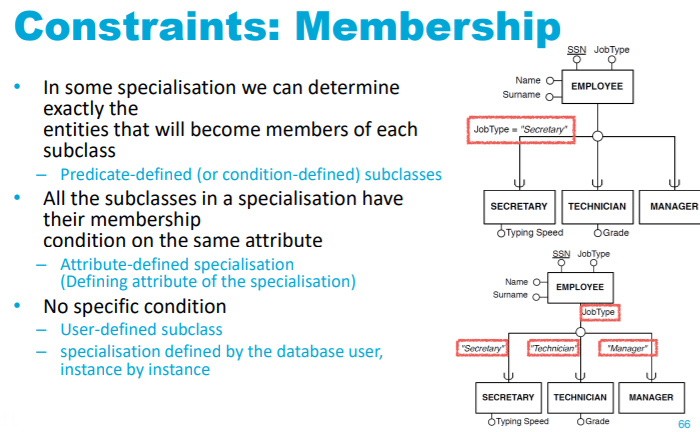 Constraints: Membership
• In some specialisation we can determine
exactly the
entities that will become members of each
subclass
– Predicate-defined (or condition-defined) subclasses
• All the subclasses in a specialisation have
their membership
condition on the same attribute
– Attribute-defined specialisation
(Defining attribute of the specialisation)
• No specific condition
– User-defined subclass
– specialisation defined by the database user,
instance by instance
SSN JobType
Name
Surname
EMPLOYEE
JobType = "Secretary"
SECRETARY TECHNICIAN MANAGER
Typing Speed Grade
SSN JobType
Name
Surname
EMPLOYEE
JobType
"Secretary" "Technician" "Manager"
SECRETARY TECHNICIAN MANAGER
Typing Speed Grade
66